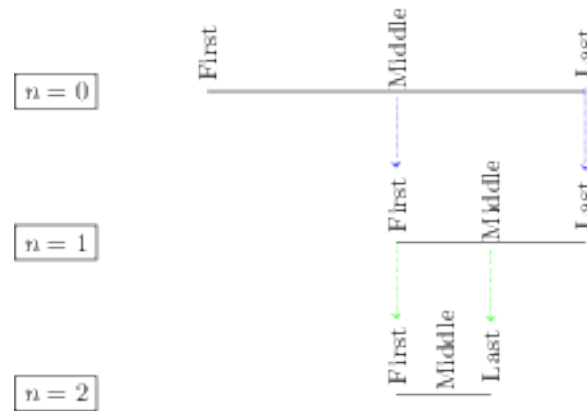 First Middle Last
n = 0
First Middle Last
n = 1
First Middle Last
n = 2